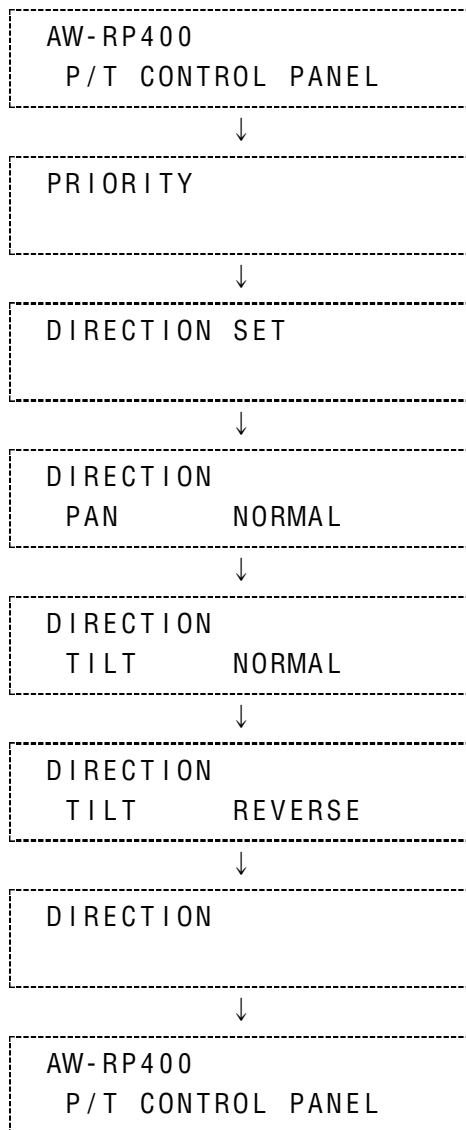 AW-RP400
P/T CONTROL PANEL
↓
PRIORITY
↓
DIRECTION SET
↓
DIRECTION
PAN NORMAL
↓
DIRECTION
TILT NORMAL
↓
DIRECTION
TILT REVERSE
↓
DIRECTION
↓
AW-RP400
P/T CONTROL PANEL